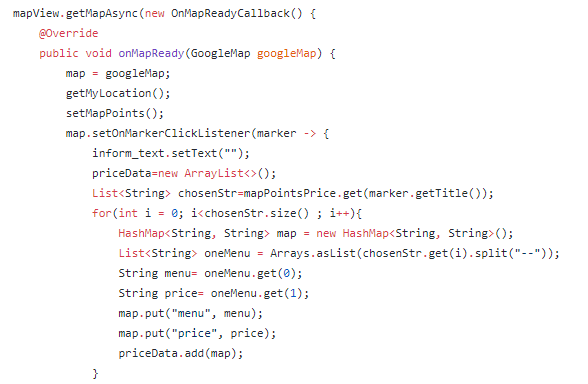 mapView.getMapAsync(new OnMapReadyCallback() {
@Override
public void onMapReady(GoogleMap googleMap) {
map = googleMap;
getMyLocation();
setMapPoints();
map.setOnMarkerClickListener(marker -> {
inform_text.setText("");
priceData=new ArrayList<>();
List<String> chosenStr=mapPointsPrice.get(marker.getTitle());
for(int i = 0; i<chosenStr.size() ; i++){
HashMap<String, String> map = new HashMap<String, String>();
List<String> oneMenu = Arrays.asList(chosenStr.get(i).split("--"));
String menu= oneMenu.get(0);
String price= oneMenu.get(1);
map.put("menu", menu);
map.put("price", price);
priceData.add(map);
}